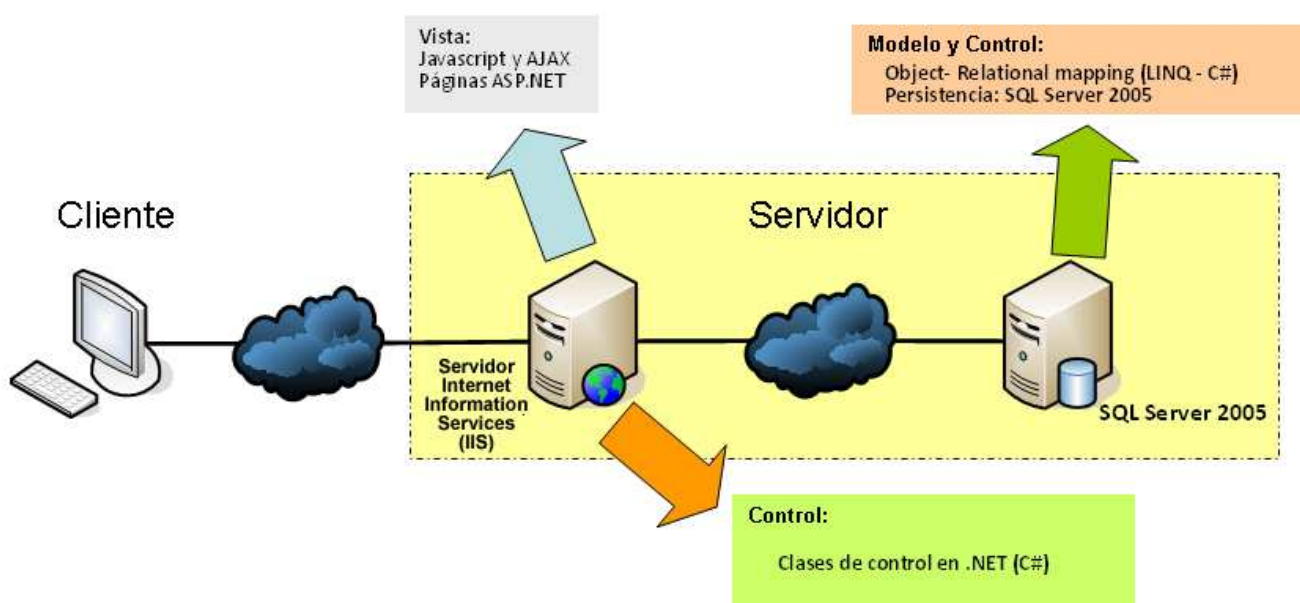 Vista:
Javascript y AJAX
Páginas ASP.NET
Modelo y Control:
Object- Relational mapping (LINQ - C#)
Persistencia: SQL Server 2005
Cliente
Servidor
Servidor
Internet
Information
Services
(IIS)
SQL Server 2005
Control:
Clases de control en .NET (C#)